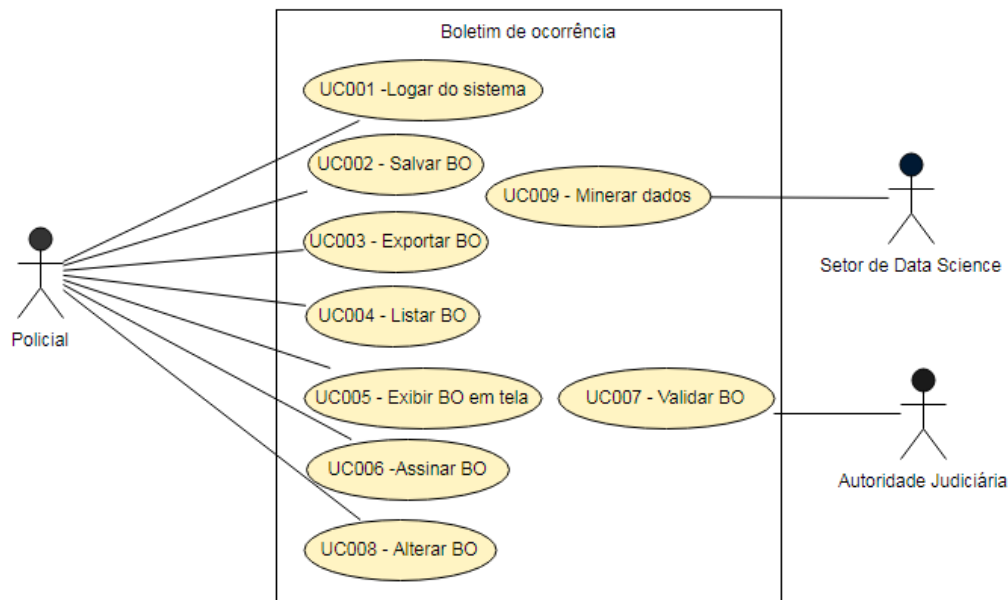 Boletim de ocorrência
UC001 -Logar do sistema
UC002 - Salvar BO
UC009 - Minerar dados
UC003 - Exportar BO
Setor de Data Science
UC004 - Listar BO
Policial
UC005 - Exibir BO em tela
UC007 - Validar BO
UC006 -Assinar BO
Autoridade Judiciária
UC008 - Alterar BO